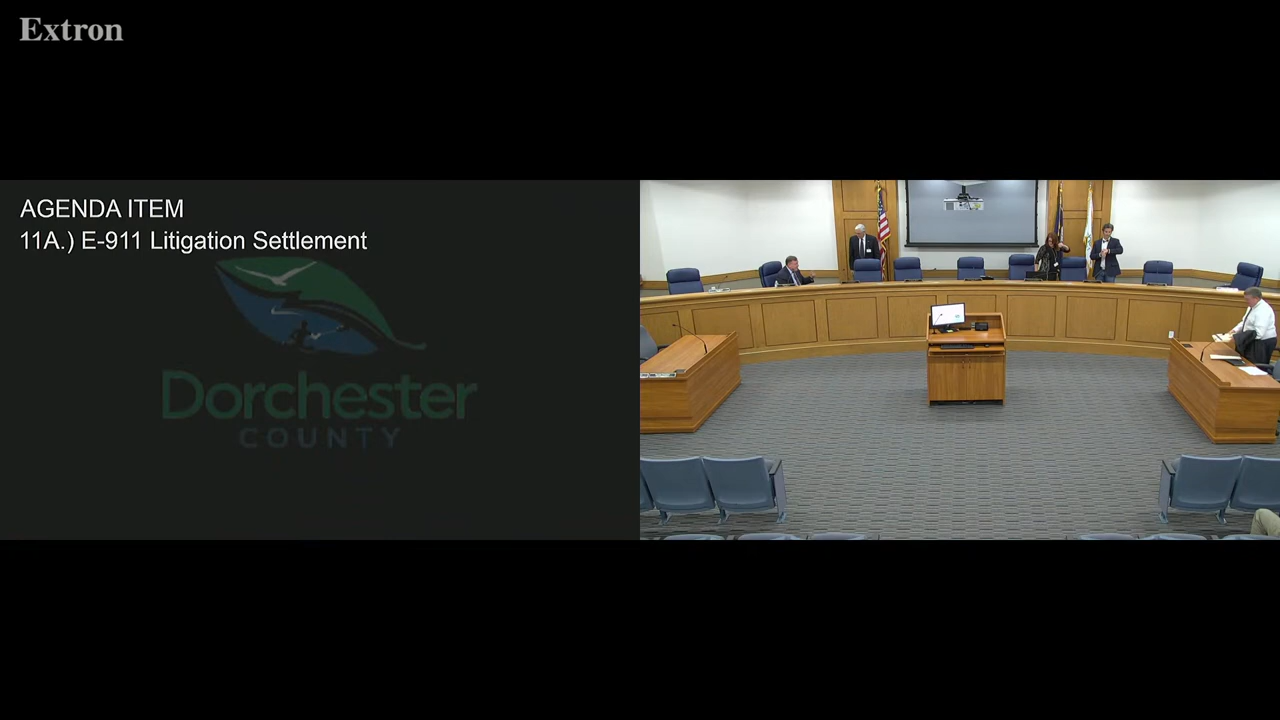 Extron
AGENDA ITEM
11A.) E-911 Litigation Settlement
Dorchester
COUNTY